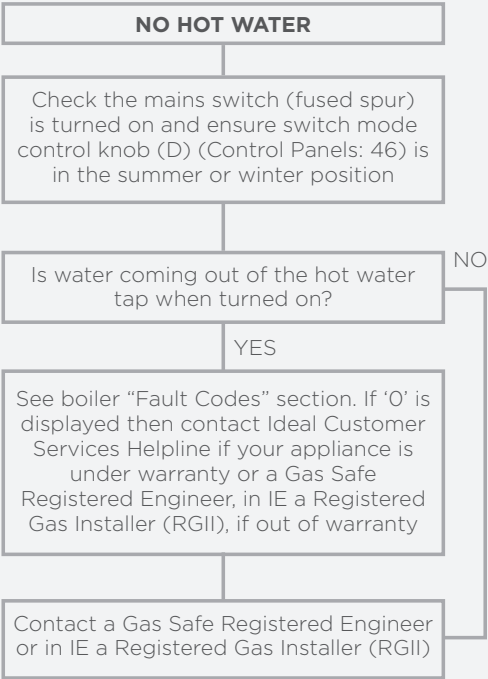 NO HOT WATER
Check the mains switch (fused spur)
is turned on and ensure switch mode
control knob (D) (Control Panels: 46) is
in the summer or winter position
Is water coming out of the hot water
tap when turned on?
NO
YES
See boiler “Fault Codes” section. If ‘0’ is
displayed then contact Ideal Customer
Services Helpline if your appliance is
under warranty or a Gas Safe
Registered Engineer, in IE a Registered
Gas Installer (RGII), if out of warranty
Contact a Gas Safe Registered Engineer
or in IE a Registered Gas Installer (RGII)